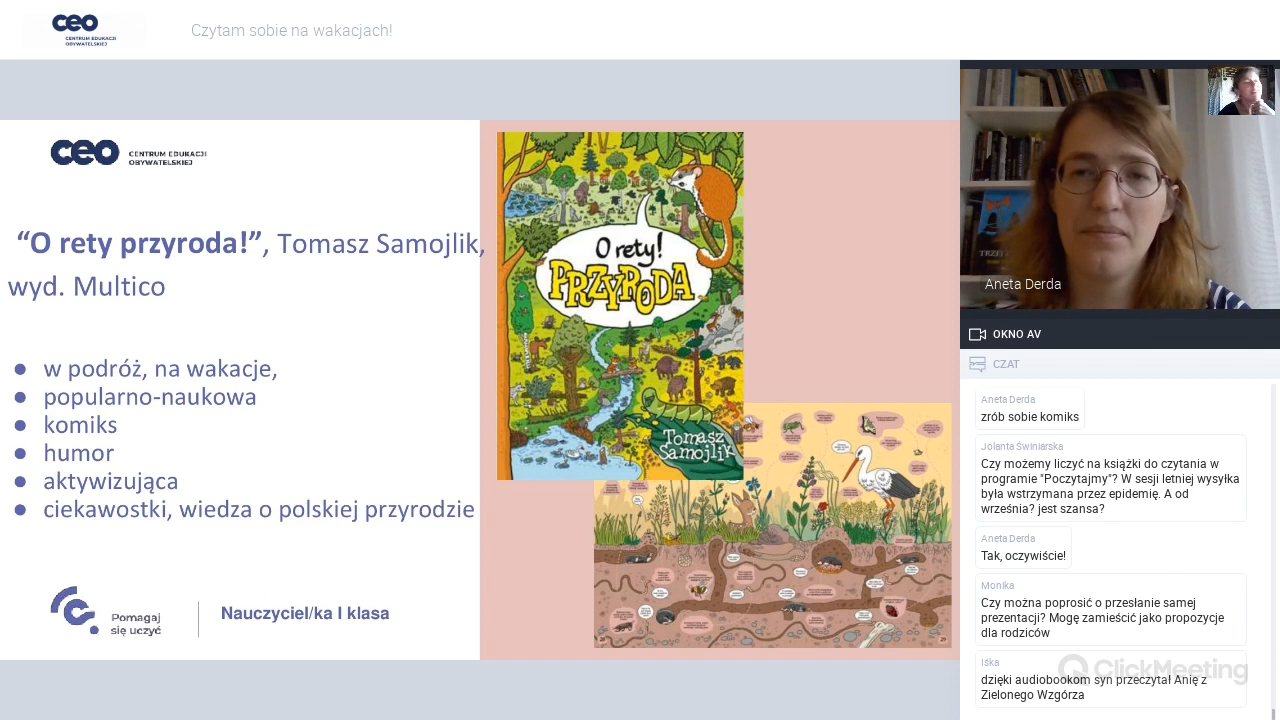 ceo
CENTRUM EDUKACJI
OBYWATELSKIEJ
Czytam sobie na wakacjach!
ceo
CENTRUM EDUKACJI
OBYWATELSKIEJ
“O rety przyroda!”, Tomasz Samojlik,
wyd. Multico
● w podróż, na wakacje,
● popularno-naukowa
● komiks
● humor
● aktywizująca
● ciekawostki, wiedza o polskiej przyrodzie
Pomagaj
się uczyć
Nauczyciel/ka I klasa
O rety!
PRZYRODA
Tomasz
Samojlik
Aneta Derda
OKNO AV
CZAT
Aneta Derda
zrób sobie komiks
Jolanta Świniarska
Czy możemy liczyć na książki do czytania w
programie "Poczytajmy"? W sesji letniej wysyłka
była wstrzymana przez epidemię. A od
września? jest szansa?
Aneta Derda
Tak, oczywiście!
Monika
Czy można poprosić o przesłanie samej
prezentacji? Mogę zamieścić jako propozycje
dla rodziców
Iśka
dzięki audiobookom syn przeczytał Anię z
Zielonego Wzgórza
ClickMeeting